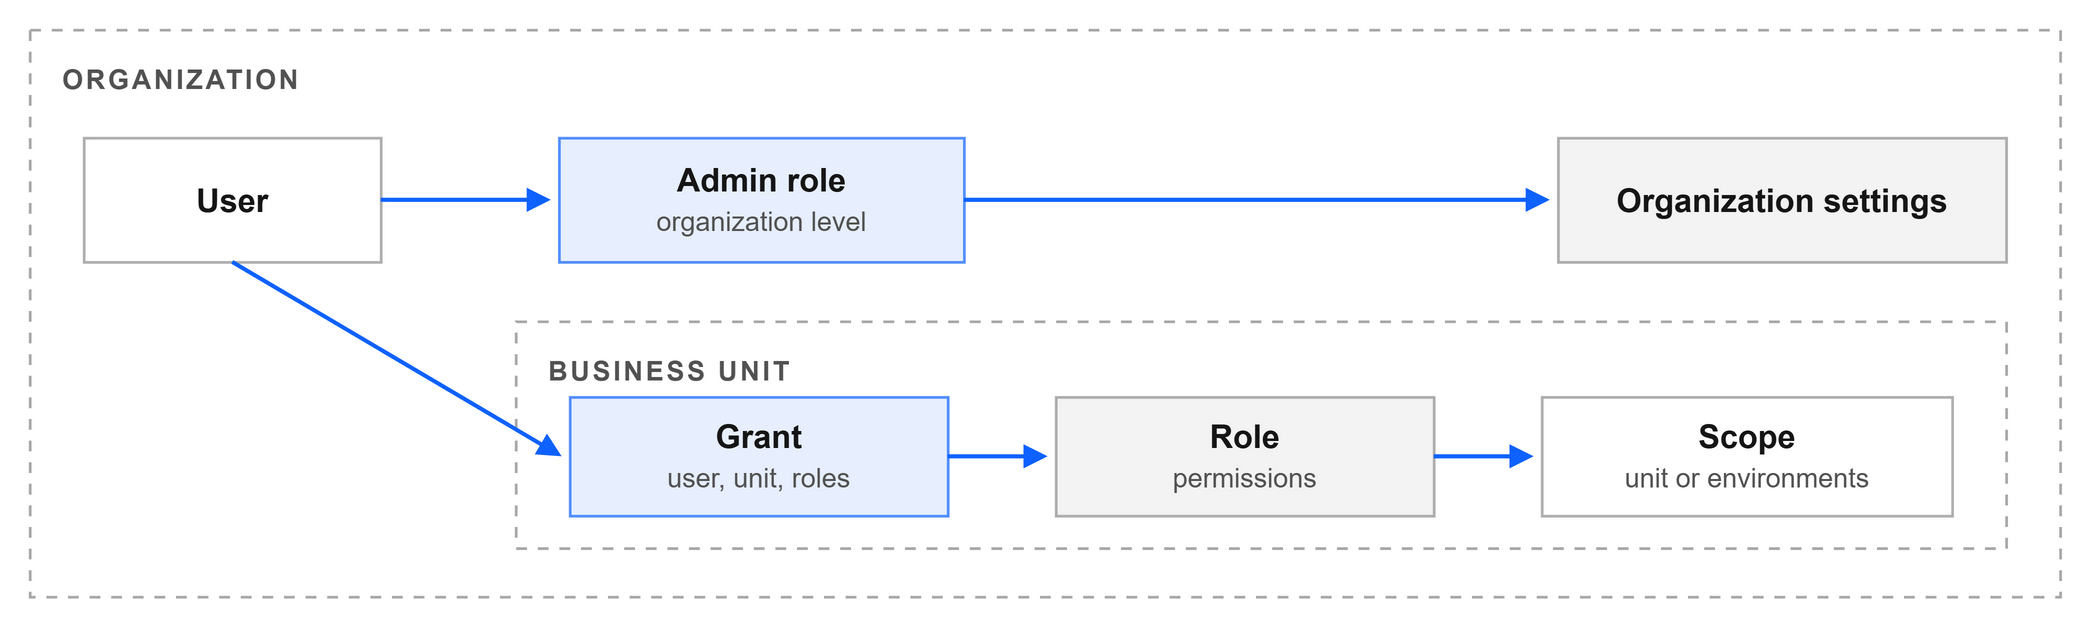 ORGANIZATION
User
Admin role
organization level
Organization settings
BUSINESS UNIT
Grant
user, unit, roles
Role
permissions
Scope
unit or environments